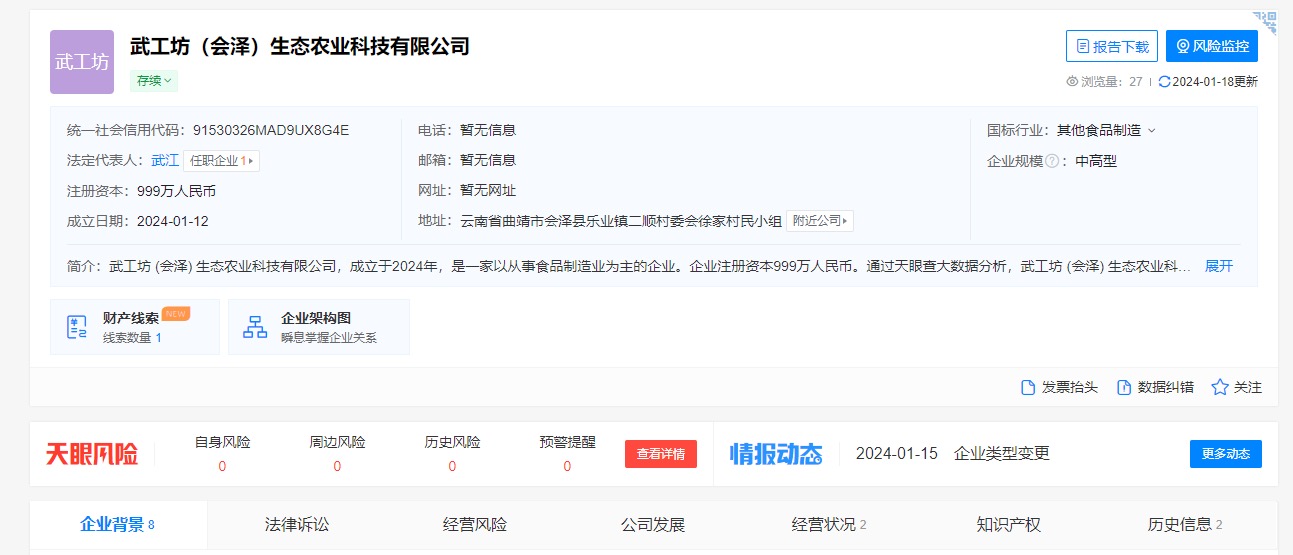 武工坊
武工坊（会泽）生态农业科技有限公司
存续
报告下载
风险监控
浏览量：27
2024-01-18更新
统一社会信用代码：91530326MAD9UX8G4E
法定代表人：武江 任职企业1
注册资本：999万人民币
成立日期：2024-01-12
电话：暂无信息
邮箱：暂无信息
网址：暂无网址
地址：云南省曲靖市会泽县乐业镇二顺村委会徐家村民小组 附近公司
国标行业：其他食品制造
企业规模?：中高型
简介：武工坊 (会泽) 生态农业科技有限公司，成立于2024年，是一家以从事食品制造业为主的企业。企业注册资本999万人民币。通过天眼查大数据分析，武工坊 (会泽) 生态农业科... 展开
财产线索 NEW
线索数量 1
企业架构图
瞬息掌握企业关系
发票抬头 数据纠错 关注
天眼风险
自身风险
0
周边风险
0
历史风险
0
预警提醒
0
查看详情
情报动态
2024-01-15 企业类型变更
更多动态
企业背景 8 法律诉讼 经营风险 公司发展 经营状况 2 知识产权 历史信息 2